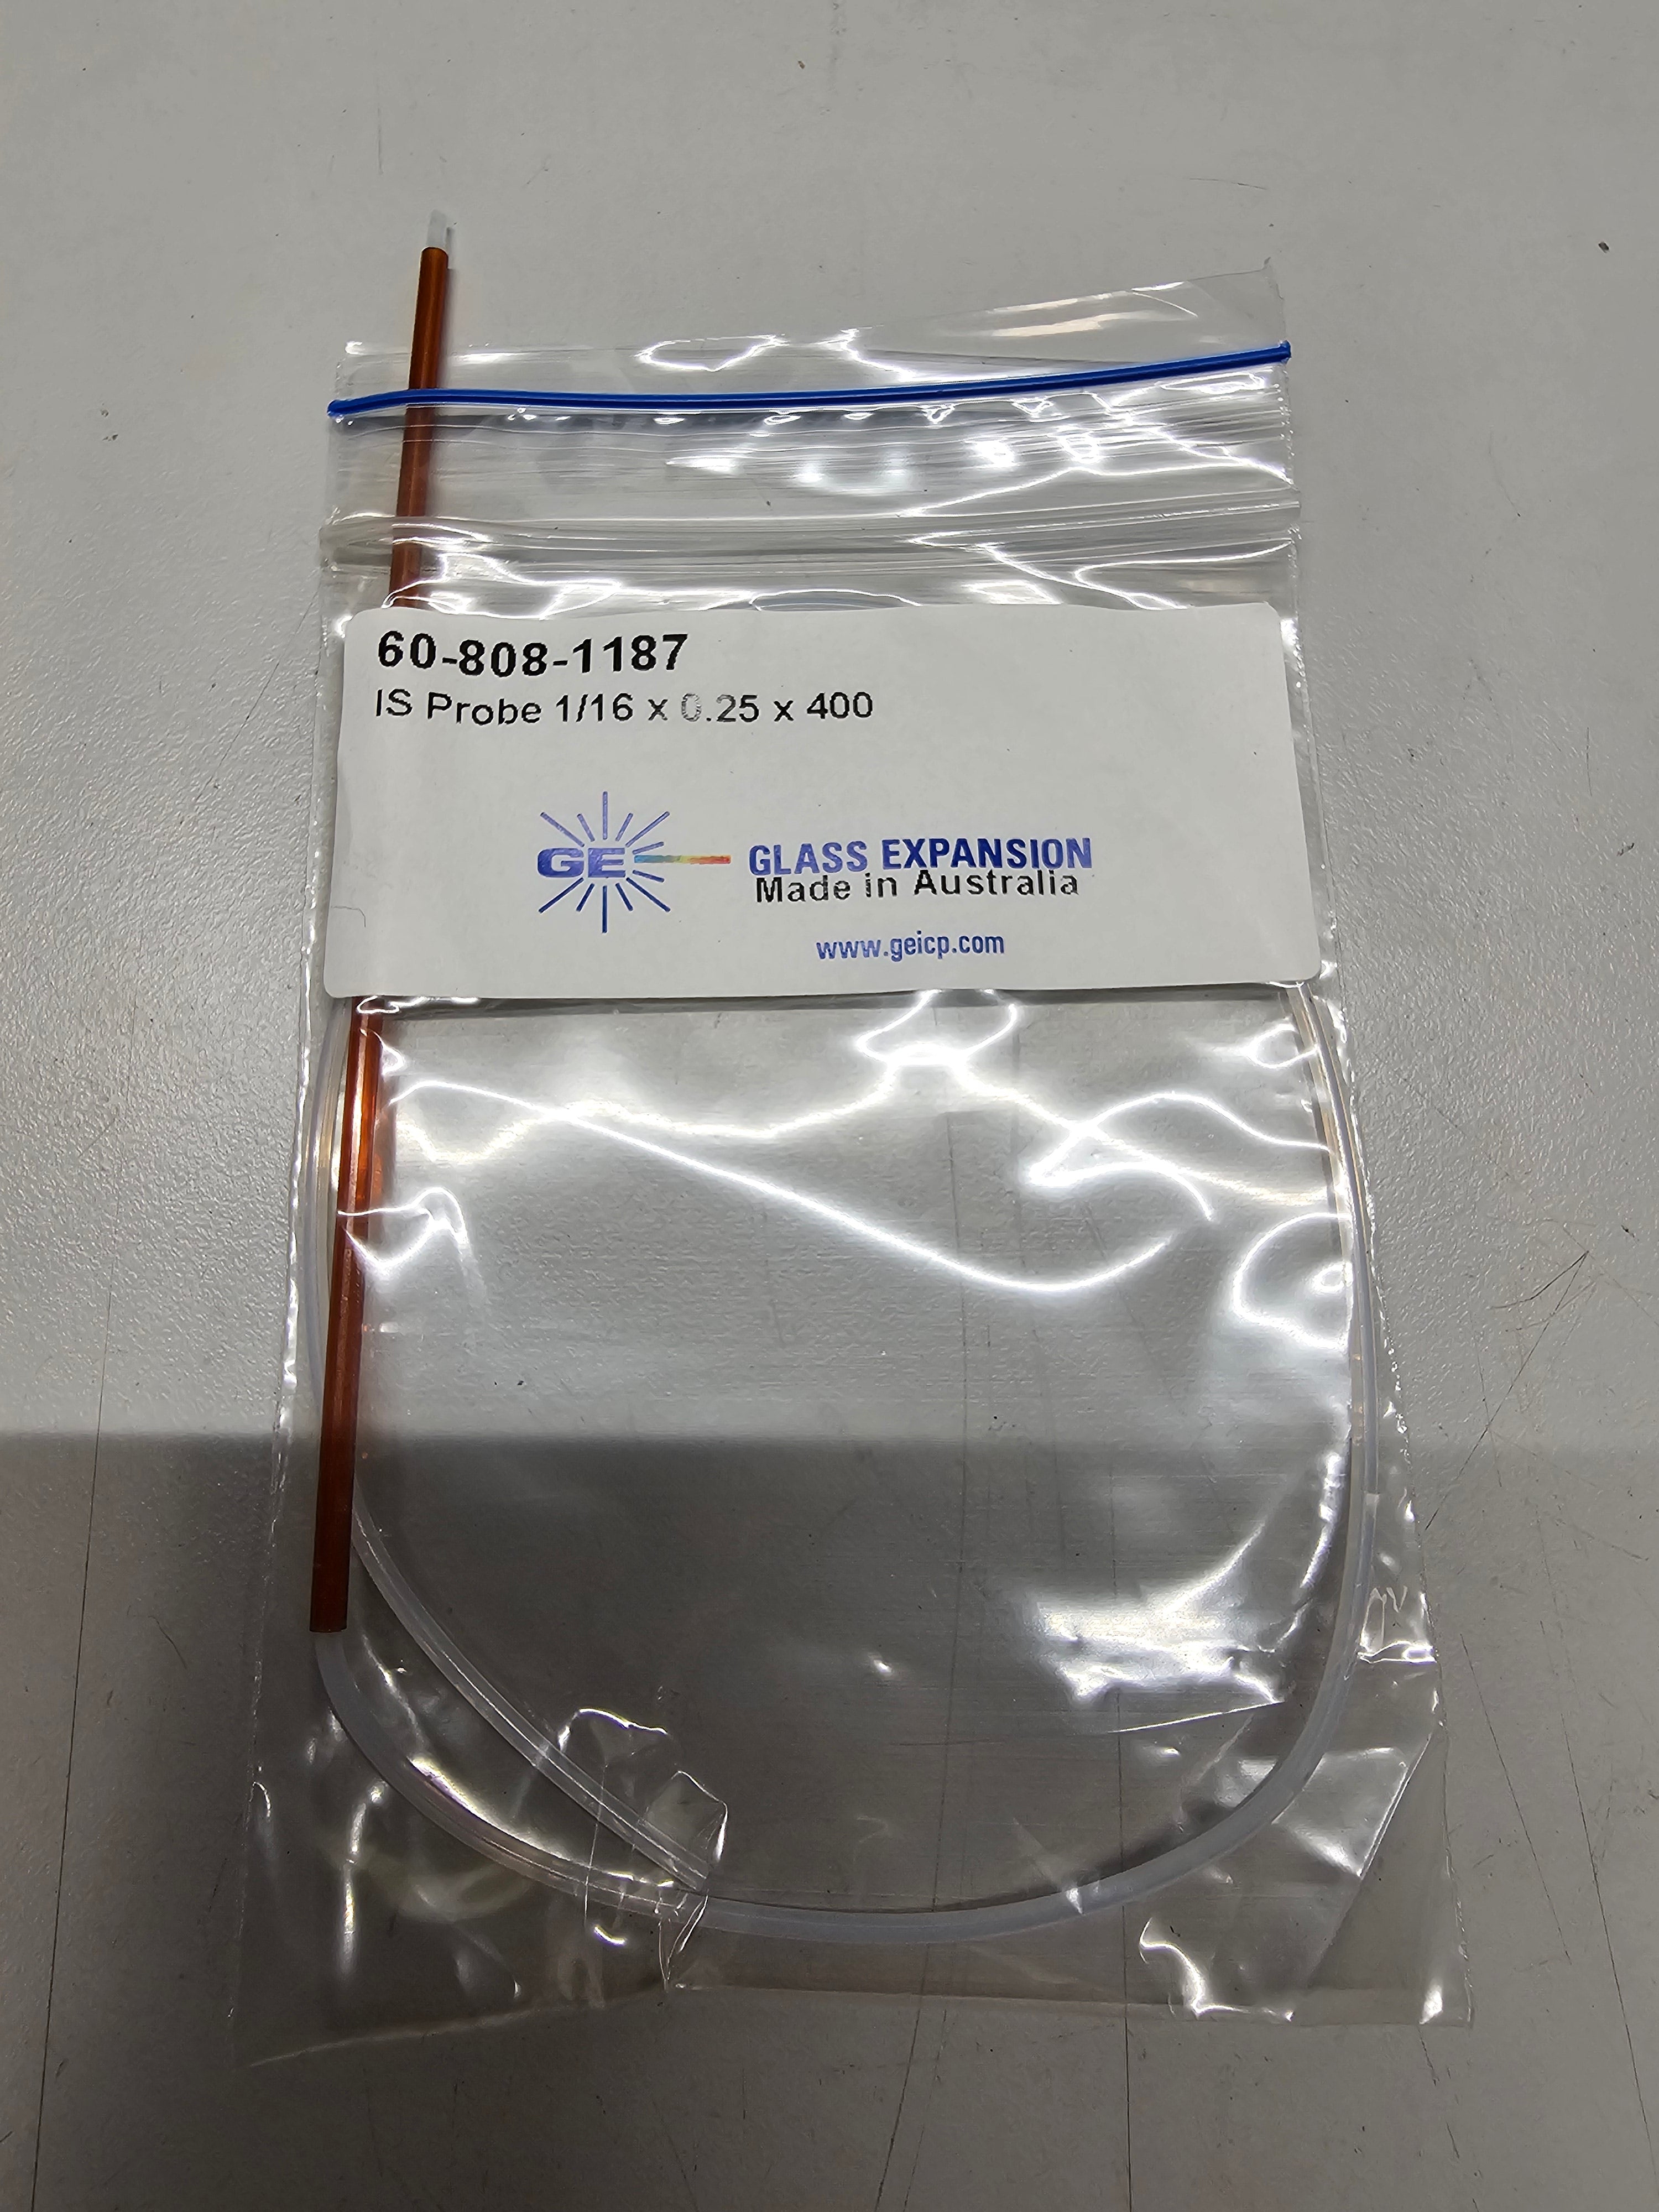 60-808-1187
IS Probe 1/16 x 0.25 x 400
GE
GLASS EXPANSION
Made in Australia
www.geicp.com